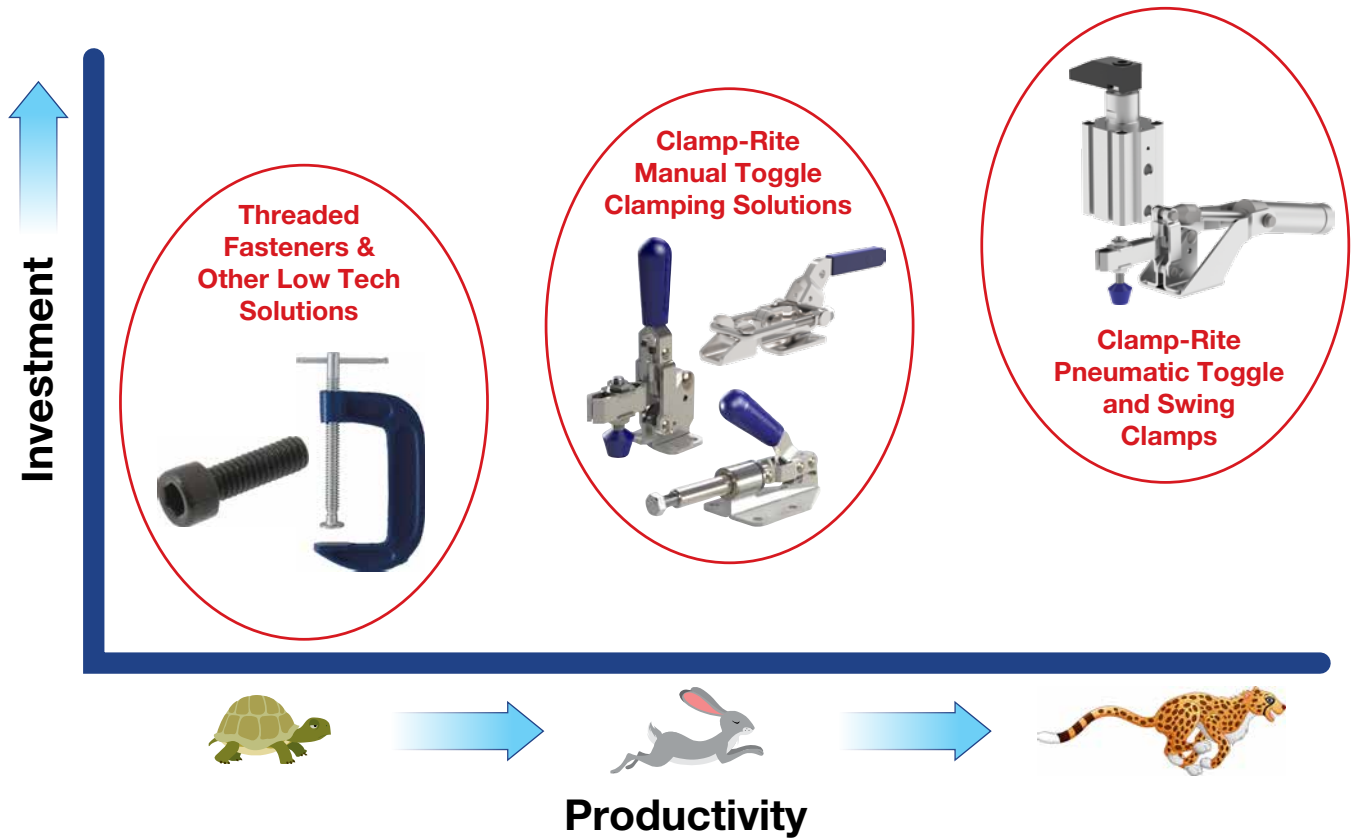 Investment
Threaded
Fasteners &
Other Low Tech
Solutions
Clamp-Rite
Manual Toggle
Clamping Solutions
Clamp-Rite
Pneumatic Toggle
and Swing
Clamps
Productivity